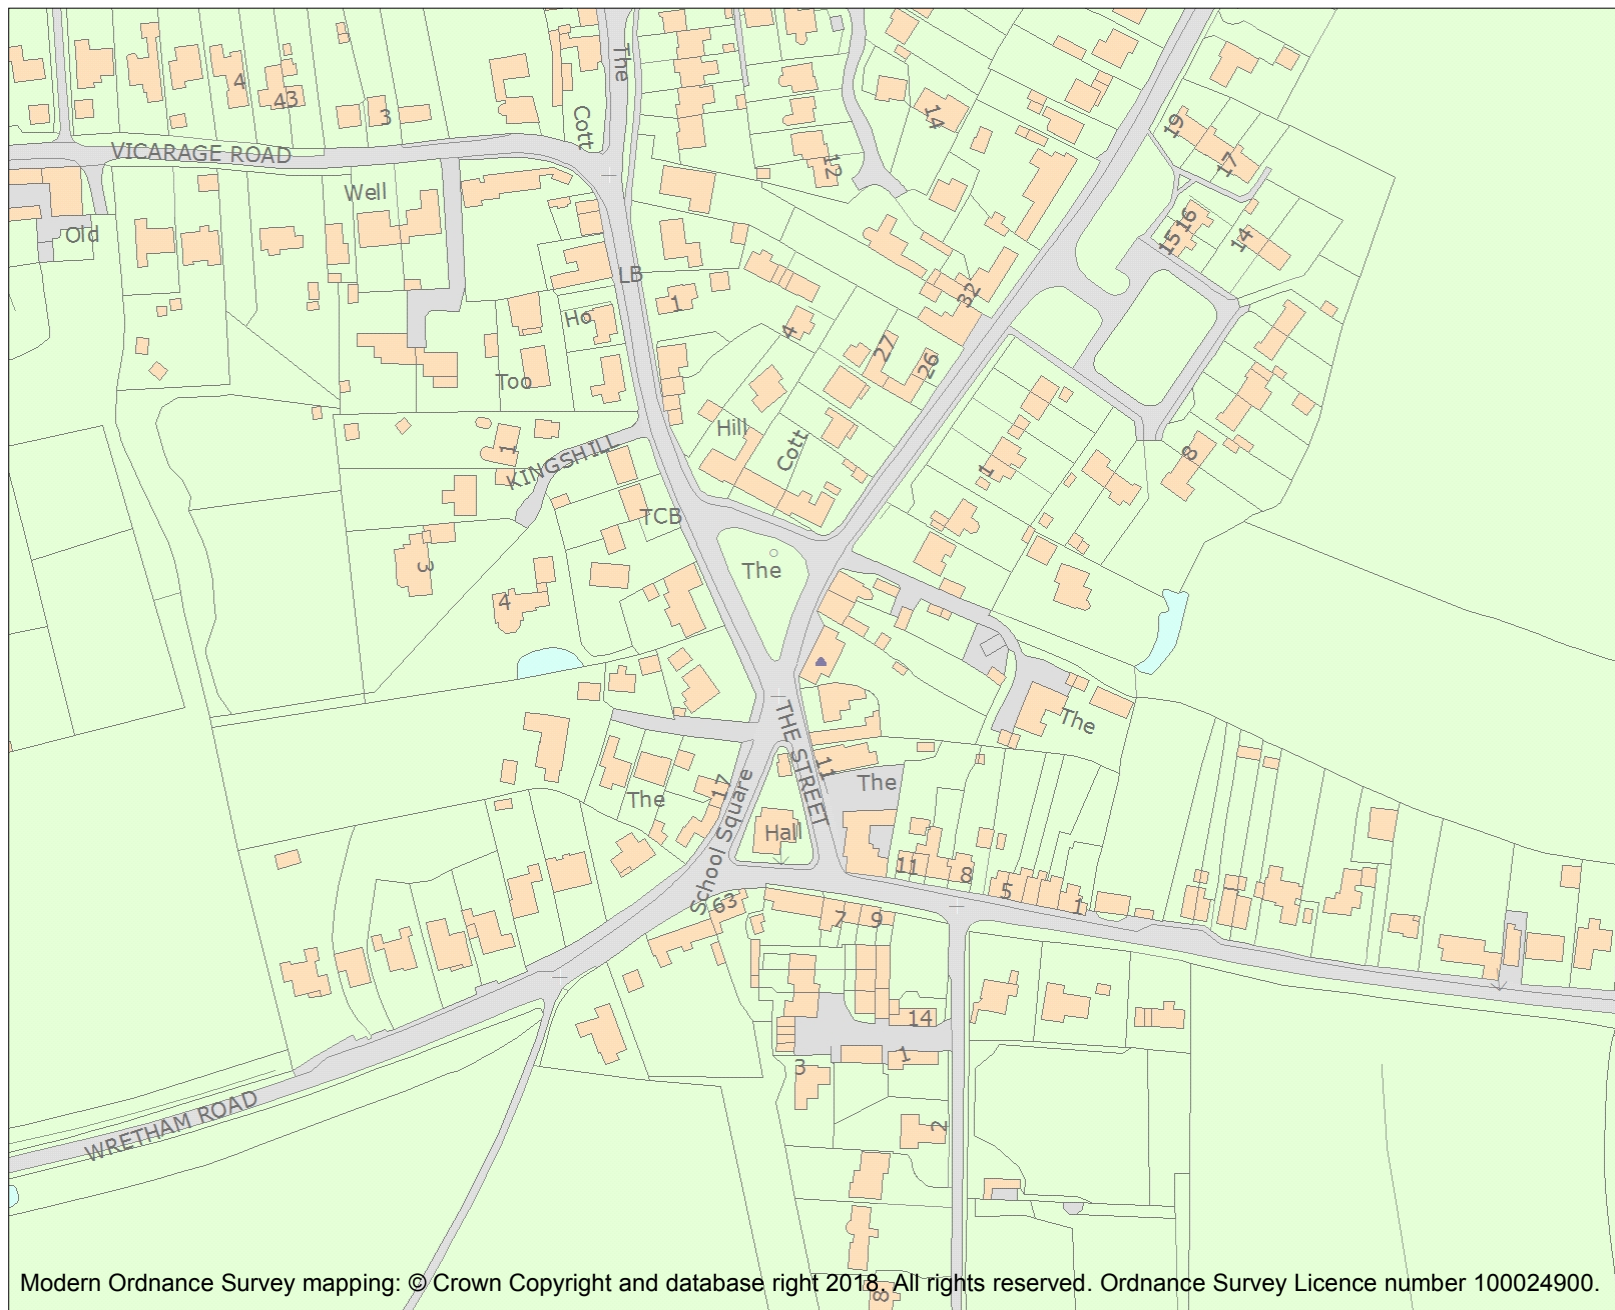 The
4
43
3
Cott
14
19
VICARAGE ROAD
12
17
Well
16
Old
15
14
LB
32
1
Ho
4
27
26
Too
Hill
Cott
1
KINGSHILL
1
8
TCB
The
3
4
The
THE STREET
11
The
17
The
School Square
Hall
11
8
5
1
63
7
9
14
1
3
WRETHAM ROAD
2
8
Modern Ordnance Survey mapping: © Crown Copyright and database right 2018. All rights reserved. Ordnance Survey Licence number 100024900.